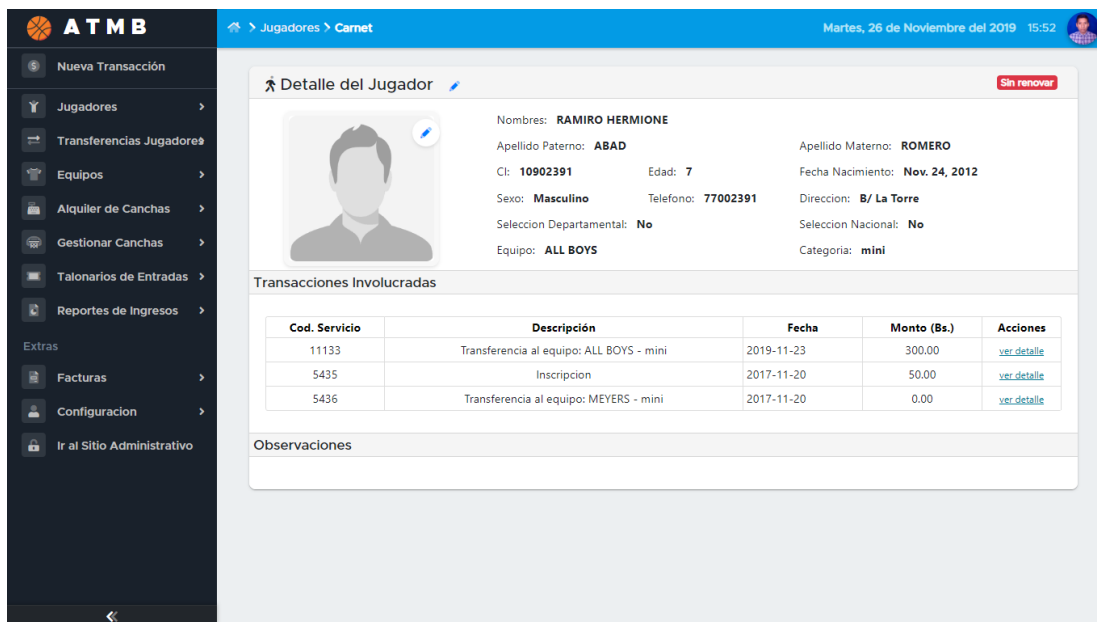 ATMB
> Jugadores > Carnet
Martes, 26 de Noviembre del 2019 15:52
Nueva Transacción
Jugadores
Transferencias Jugadores
Equipos
Alquiler de Canchas
Gestionar Canchas
Talonarios de Entradas
Reportes de Ingresos
Extras
Facturas
Configuracion
Ir al Sitio Administrativo
Detalle del Jugador
Sin renovar
Nombres: RAMIRO HERMIONE
Apellido Paterno: ABAD Apellido Materno: ROMERO
CI: 10902391 Edad: 7 Fecha Nacimiento: Nov. 24, 2012
Sexo: Masculino Telefono: 77002391 Direccion: B/ La Torre
Seleccion Departamental: No Seleccion Nacional: No
Equipo: ALL BOYS Categoria: mini
Transacciones Involucradas
Cod. Servicio Descripción Fecha Monto (Bs.) Acciones
11133 Transferencia al equipo: ALL BOYS - mini 2019-11-23 300.00 ver detalle
5435 Inscripcion 2017-11-20 50.00 ver detalle
5436 Transferencia al equipo: MEYERS - mini 2017-11-20 0.00 ver detalle
Observaciones